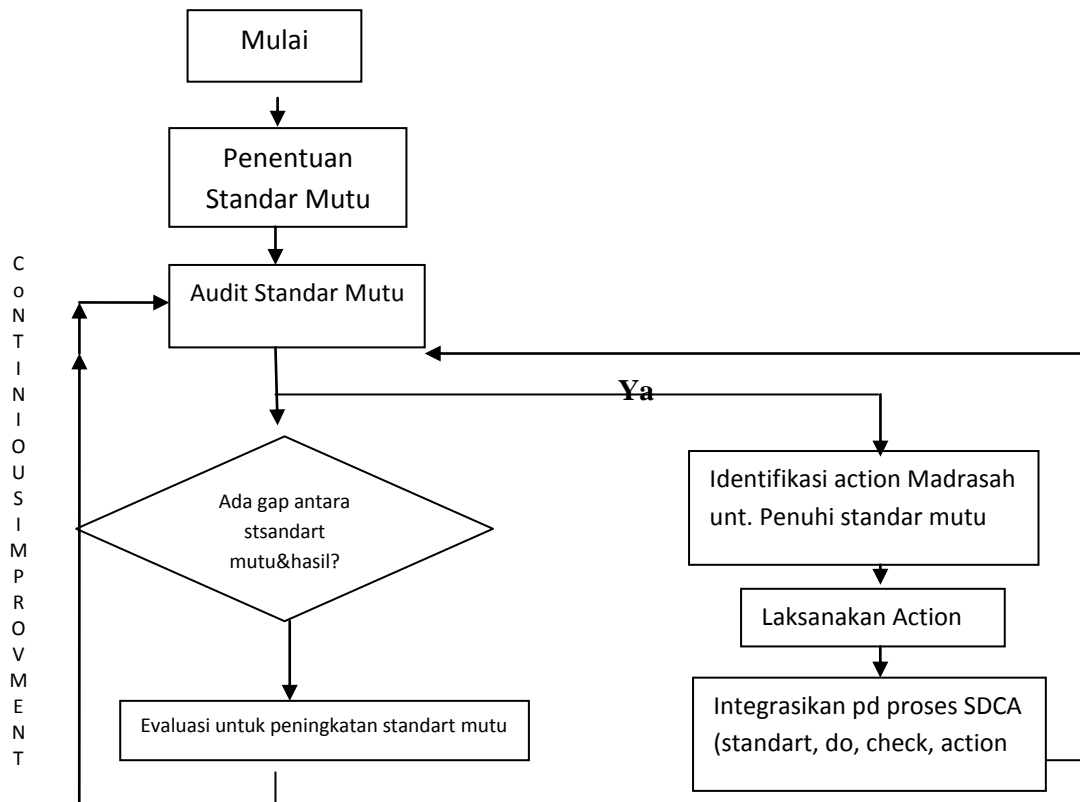 Mulai
Penentuan
Standar Mutu
Audit Standar Mutu
Ya
Ada gap antara
stsandart
mutu&hasil?
Identifikasi action Madrasah
unt. Penuhi standar mutu
Laksanakan Action
Evaluasi untuk peningkatan standart mutu
Integrasikan pd proses SDCA
(standart, do, check, action
C
o
N
T
I
N
I
O
U
S
I
M
P
R
O
V
M
E
N
T